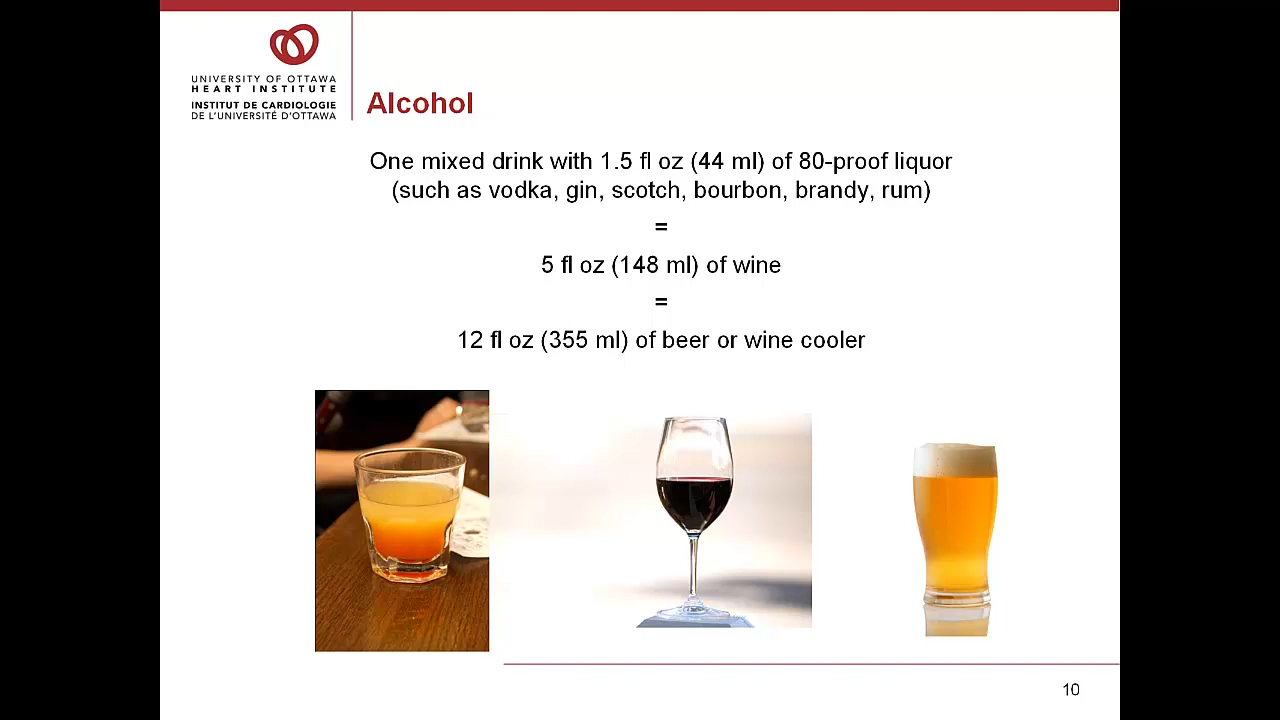 UNIVERSITY OF OTTAWA
HEART INSTITUTE
INSTITUT DE CARDIOLOGIE
DE L'UNIVERSITÉ D'OTTAWA
Alcohol
One mixed drink with 1.5 fl oz (44 ml) of 80-proof liquor
(such as vodka, gin, scotch, bourbon, brandy, rum)
=
5 fl oz (148 ml) of wine
=
12 fl oz (355 ml) of beer or wine cooler
10